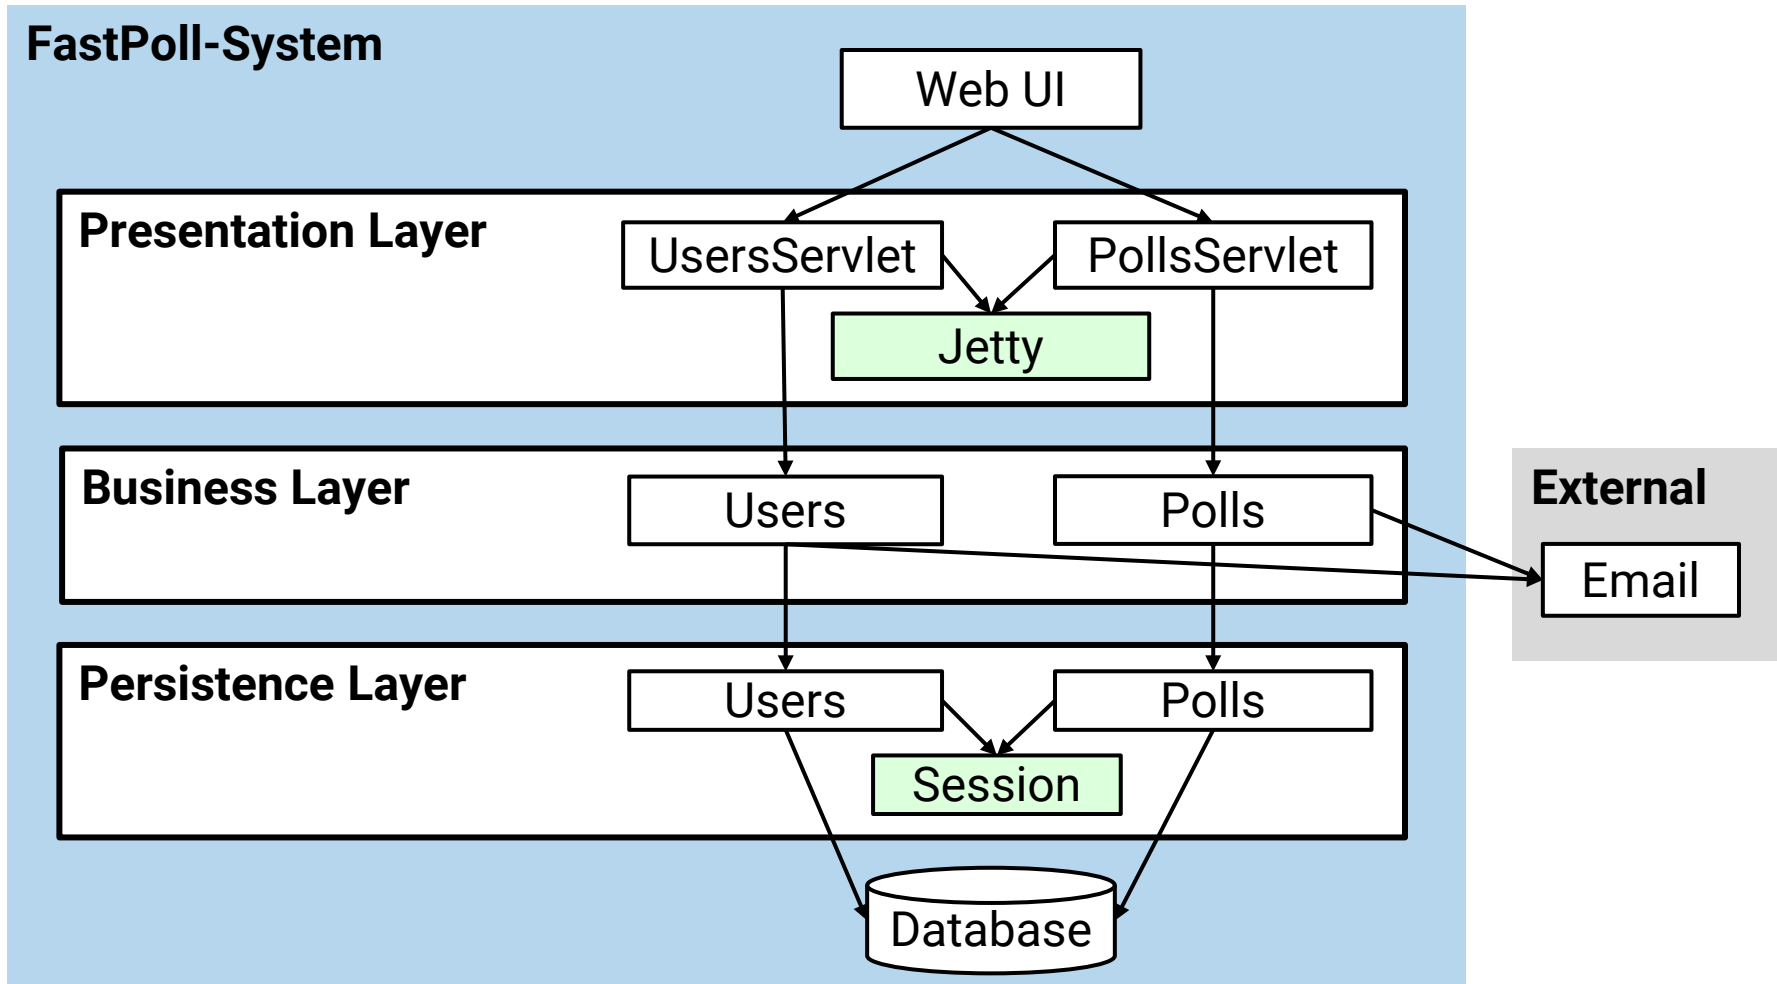 FastPoll-System
Web UI
Presentation Layer
UsersServlet
PollsServlet
Jetty
Business Layer
Users
Polls
External
Email
Persistence Layer
Users
Polls
Session
Database